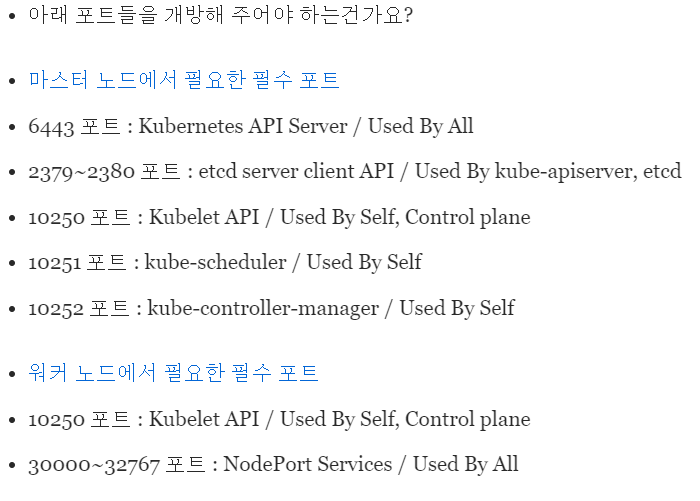 아래 포트들을 개방해 주어야 하는건가요?
마스터 노드에서 필요한 필수 포트
6443 포트 : Kubernetes API Server / Used By All
2379~2380 포트 : etcd server client API / Used By kube-apiserver, etcd
10250 포트 : Kubelet API / Used By Self, Control plane
10251 포트 : kube-scheduler / Used By Self
10252 포트 : kube-controller-manager / Used By Self
워커 노드에서 필요한 필수 포트
10250 포트 : Kubelet API / Used By Self, Control plane
30000~32767 포트 : NodePort Services / Used By All